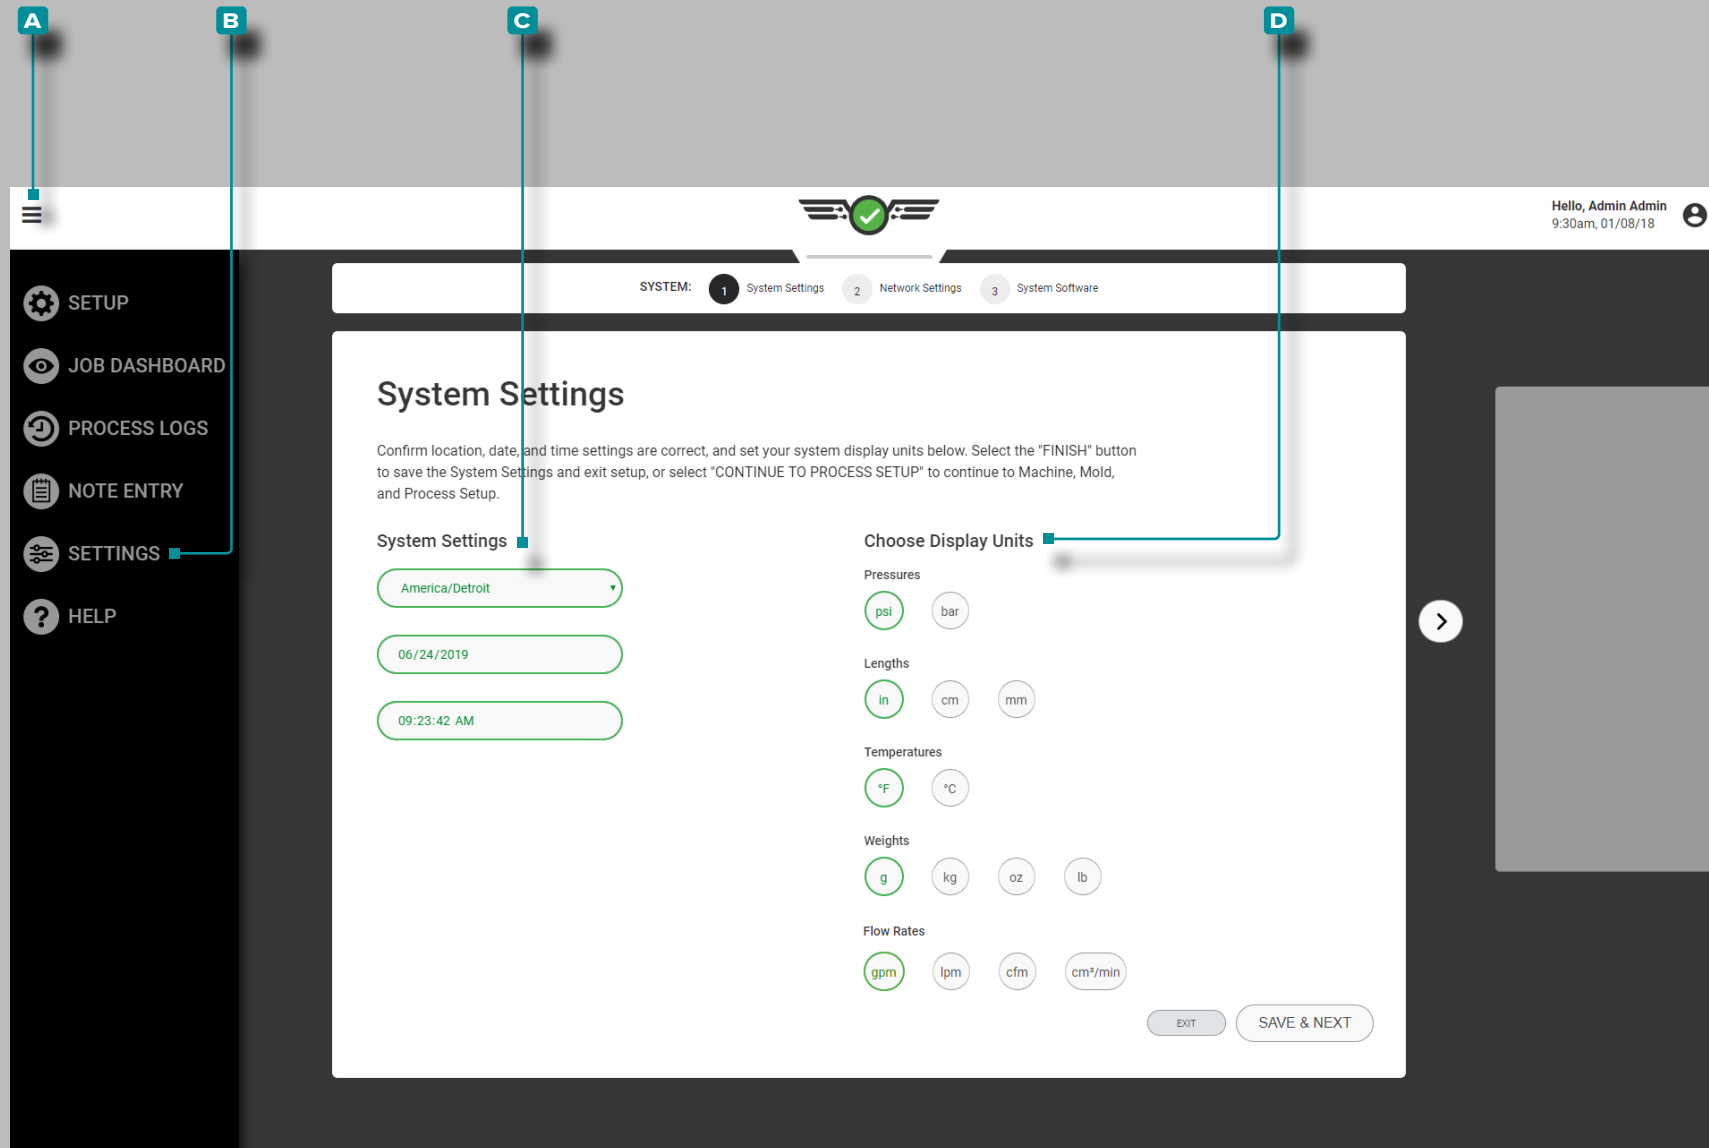 A
B
C
D
Hello, Admin Admin
9:30am, 01/08/18
SETUP
JOB DASHBOARD
PROCESS LOGS
NOTE ENTRY
SETTINGS
HELP
SYSTEM: 1 System Settings 2 Network Settings 3 System Software
System Settings
Confirm location, date, and time settings are correct, and set your system display units below. Select the "FINISH" button
to save the System Settings and exit setup, or select "CONTINUE TO PROCESS SETUP" to continue to Machine, Mold,
and Process Setup.
System Settings
America/Detroit
06/24/2019
09:23:42 AM
Choose Display Units
Pressures
psi bar
Lengths
in cm mm
Temperatures
°F °C
Weights
g kg oz lb
Flow Rates
gpm lpm cfm cm³/min
EXIT SAVE & NEXT